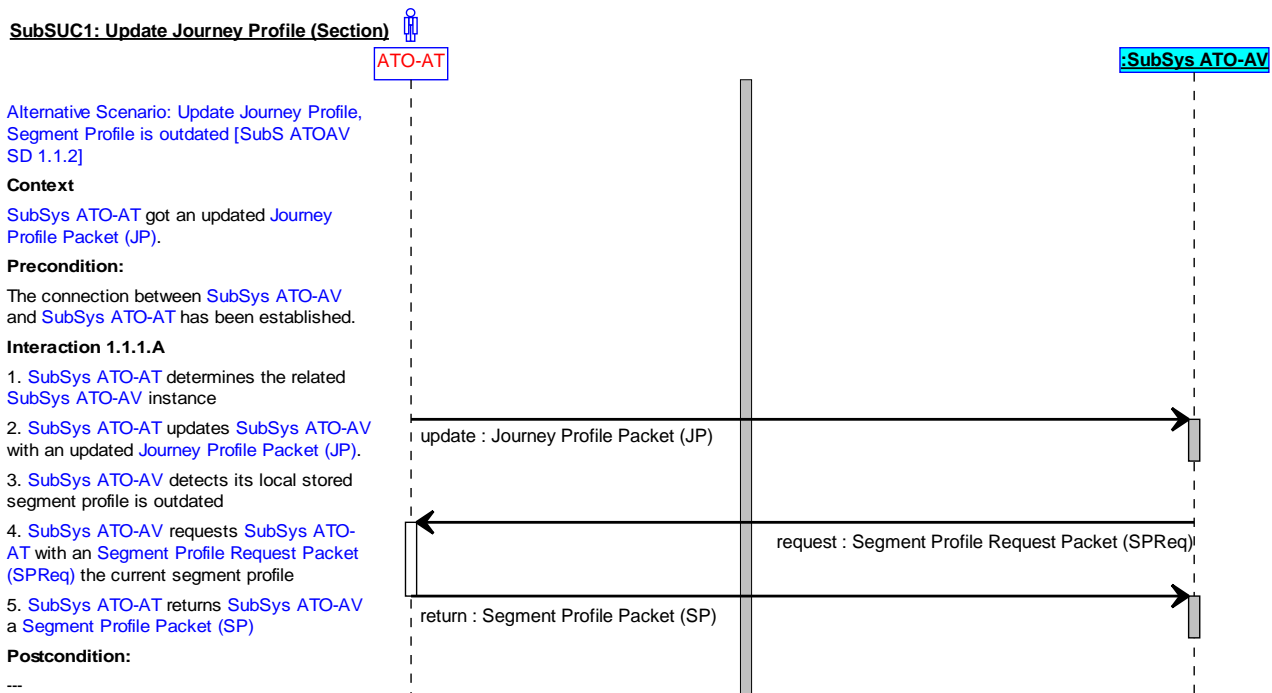 SubSUC1: Update Journey Profile (Section)
ATO-AT
:SubSys ATO-AV
Alternative Scenario: Update Journey Profile,
Segment Profile is outdated [SubS ATOAV
SD 1.1.2]
Context
SubSys ATO-AT got an updated Journey
Profile Packet (JP).
Precondition:
The connection between SubSys ATO-AV
and SubSys ATO-AT has been established.
Interaction 1.1.1.A
1. SubSys ATO-AT determines the related
SubSys ATO-AV instance
2. SubSys ATO-AT updates SubSys ATO-AV
with an updated Journey Profile Packet (JP).
update : Journey Profile Packet (JP)
3. SubSys ATO-AV detects its local stored
segment profile is outdated
4. SubSys ATO-AV requests SubSys ATO-
AT with an Segment Profile Request Packet
(SPReq) the current segment profile
request : Segment Profile Request Packet (SPReq)
5. SubSys ATO-AT returns SubSys ATO-AV
a Segment Profile Packet (SP)
return : Segment Profile Packet (SP)
Postcondition:
---